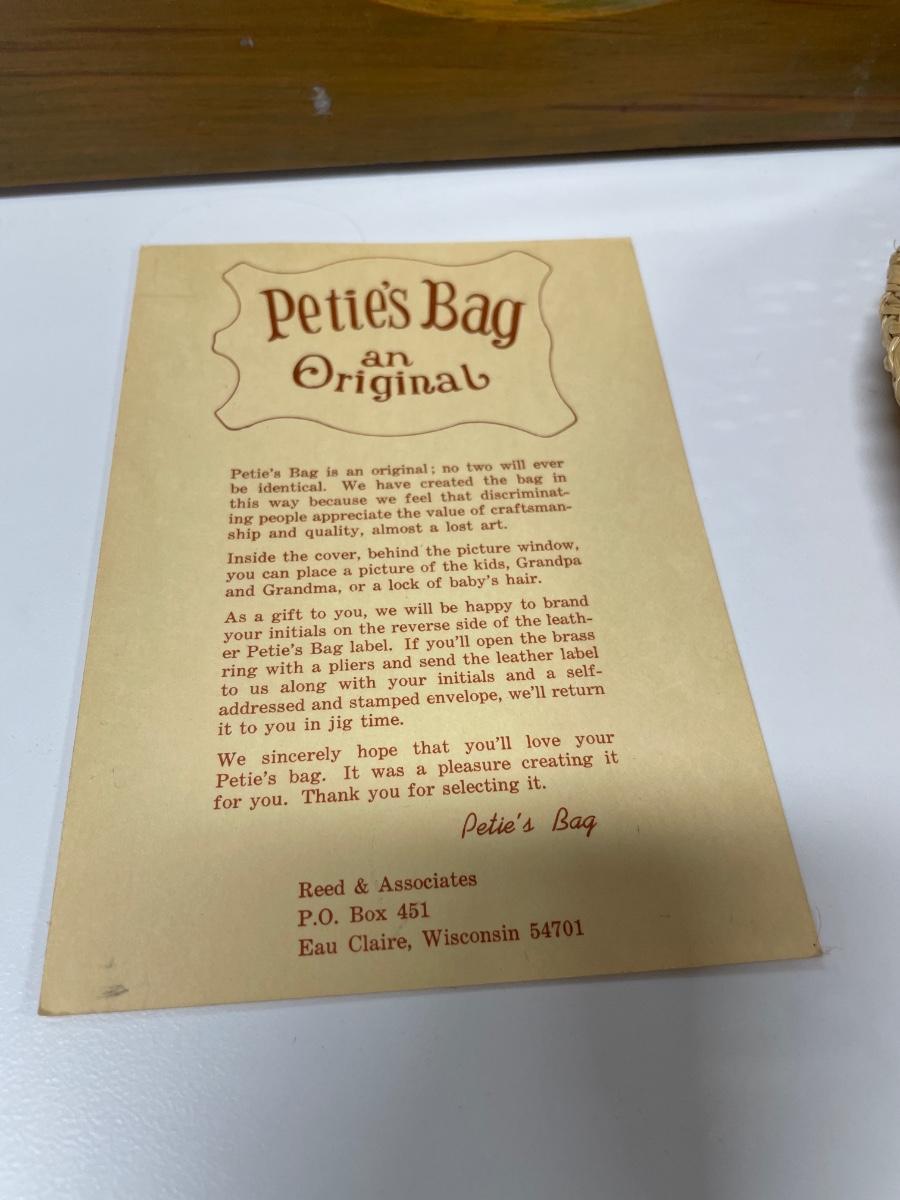 Petie's Bag
an
Original
Petie's Bag is an original; no two will ever
be identical. We have created the bag in
this way because we feel that discriminat-
ing people appreciate the value of craftsman-
ship and quality, almost a lost art.
Inside the cover, behind the picture window,
you can place a picture of the kids, Grandpa
and Grandma, or a lock of baby's hair.
As a gift to you, we will be happy to brand
your initials on the reverse side of the leath-
er Petie's Bag label. If you'll open the brass
ring with a pliers and send the leather label
to us along with your initials and a self-
addressed and stamped envelope, we'll return
it to you in jig time.
We sincerely hope that you'll love your
Petie's bag. It was a pleasure creating it
for you. Thank you for selecting it.
Petie's Bag
Reed & Associates
P.O. Box 451
Eau Claire, Wisconsin 54701